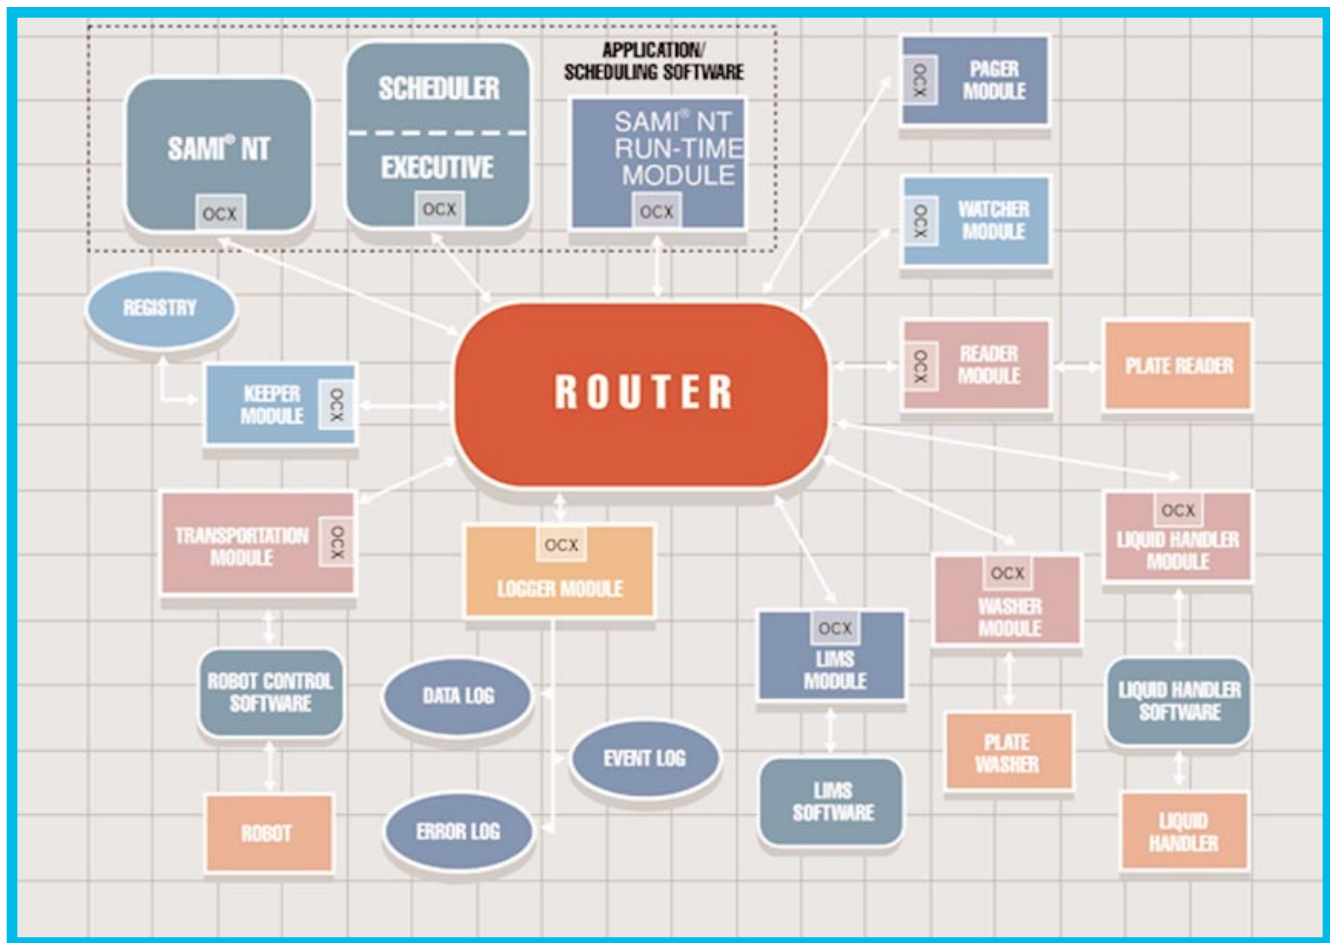 APPLICATION/
SCHEDULING SOFTWARE
SAMI® NT
OCX
SCHEDULER
EXECUTIVE
OCX
SAMI® NT
RUN-TIME
MODULE
OCX
OCX
PAGER
MODULE
OCX
WATCHER
MODULE
REGISTRY
KEEPER
MODULE
OCX
ROUTER
OCX
READER
MODULE
PLATE READER
TRANSPORTATION
MODULE
OCX
OCX
LOGGER MODULE
OCX
LIQUID HANDLER
MODULE
OCX
WASHER
MODULE
OCX
LIMS
MODULE
ROBOT CONTROL
SOFTWARE
DATA LOG
EVENT LOG
ERROR LOG
LIQUID HANDLER
SOFTWARE
PLATE
WASHER
LIMS
SOFTWARE
ROBOT
LIQUID
HANDLER